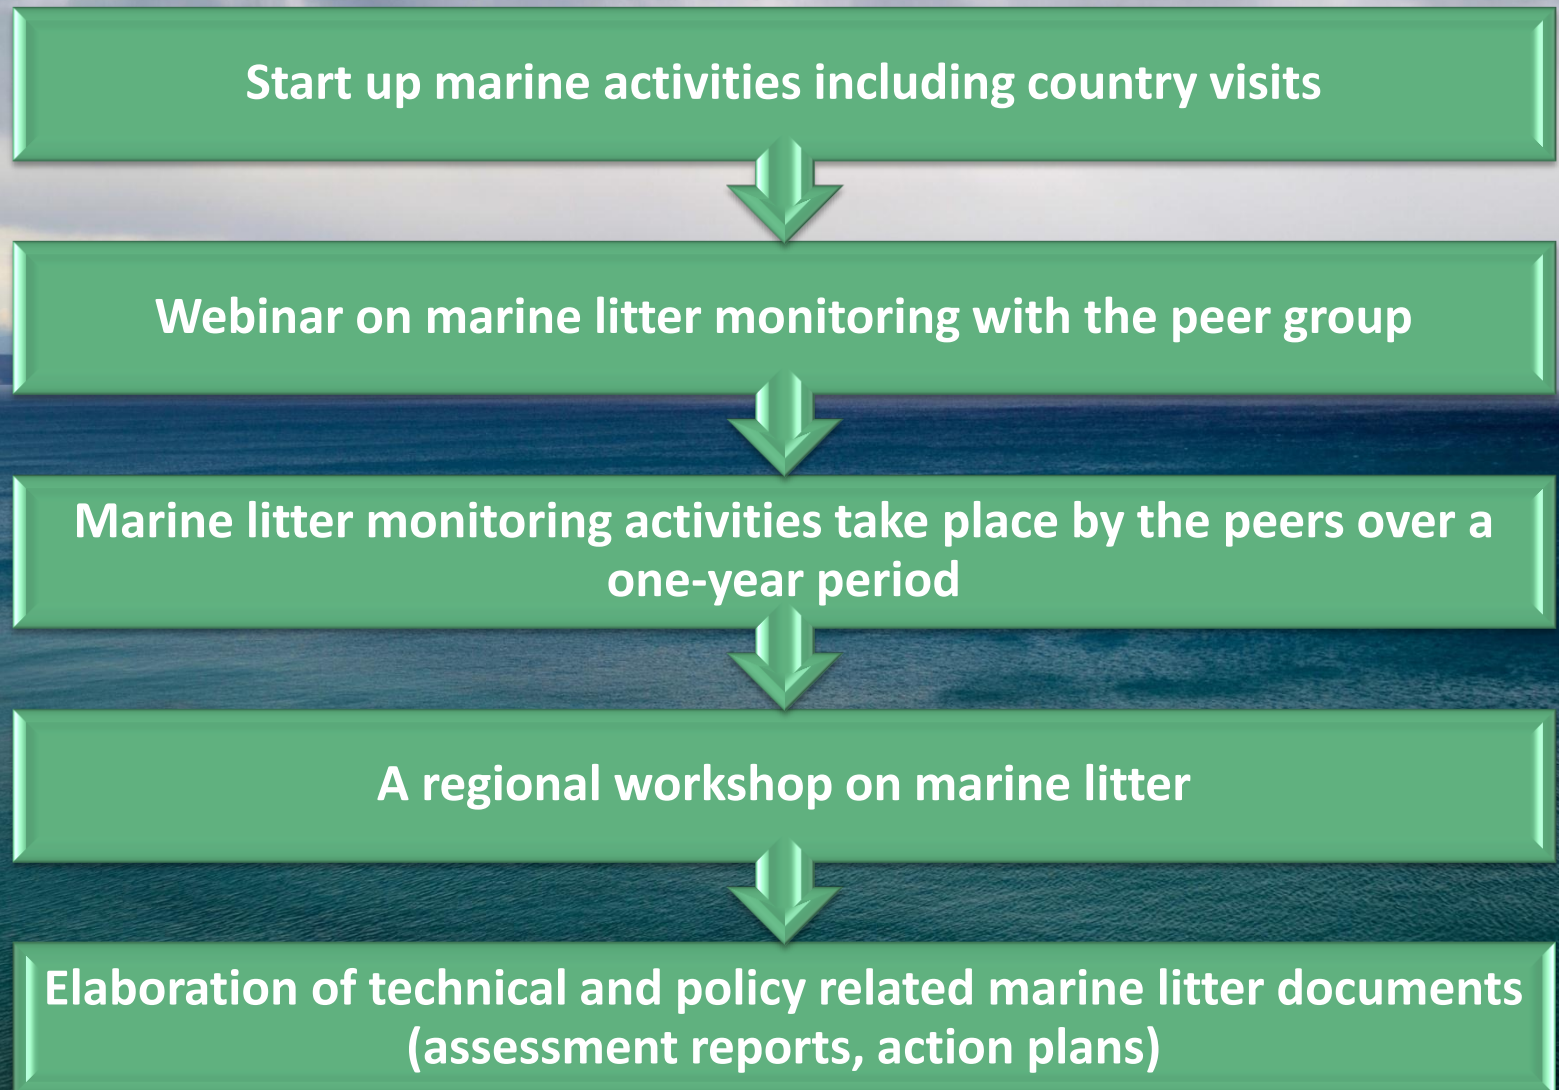 Start up marine activities including country visits
Webinar on marine litter monitoring with the peer group
Marine litter monitoring activities take place by the peers over a
one-year period
A regional workshop on marine litter
Elaboration of technical and policy related marine litter documents
(assessment reports, action plans)